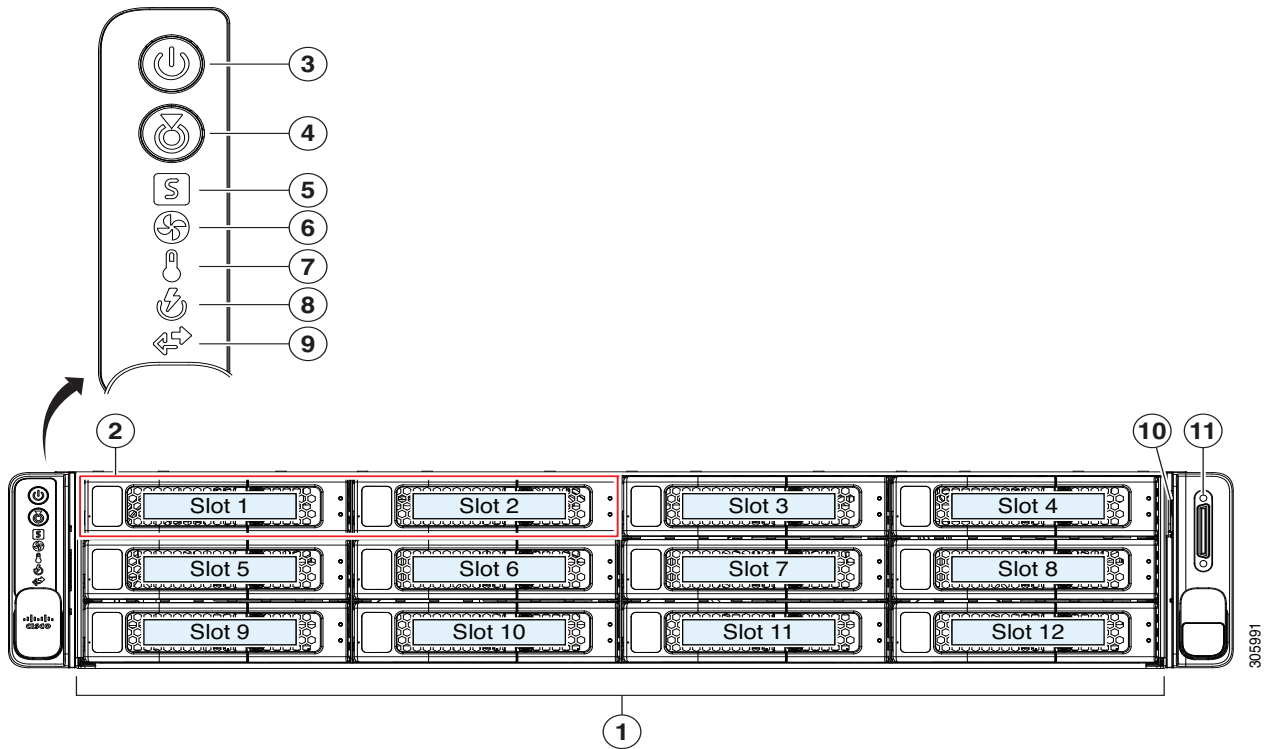 3
4
S
5
6
7
8
9
2
10
11
Slot 1
Slot 2
Slot 3
Slot 4
S
Slot 5
Slot 6
Slot 7
Slot 8
CISCO
Slot 9
Slot 10
Slot 11
Slot 12
305991
1